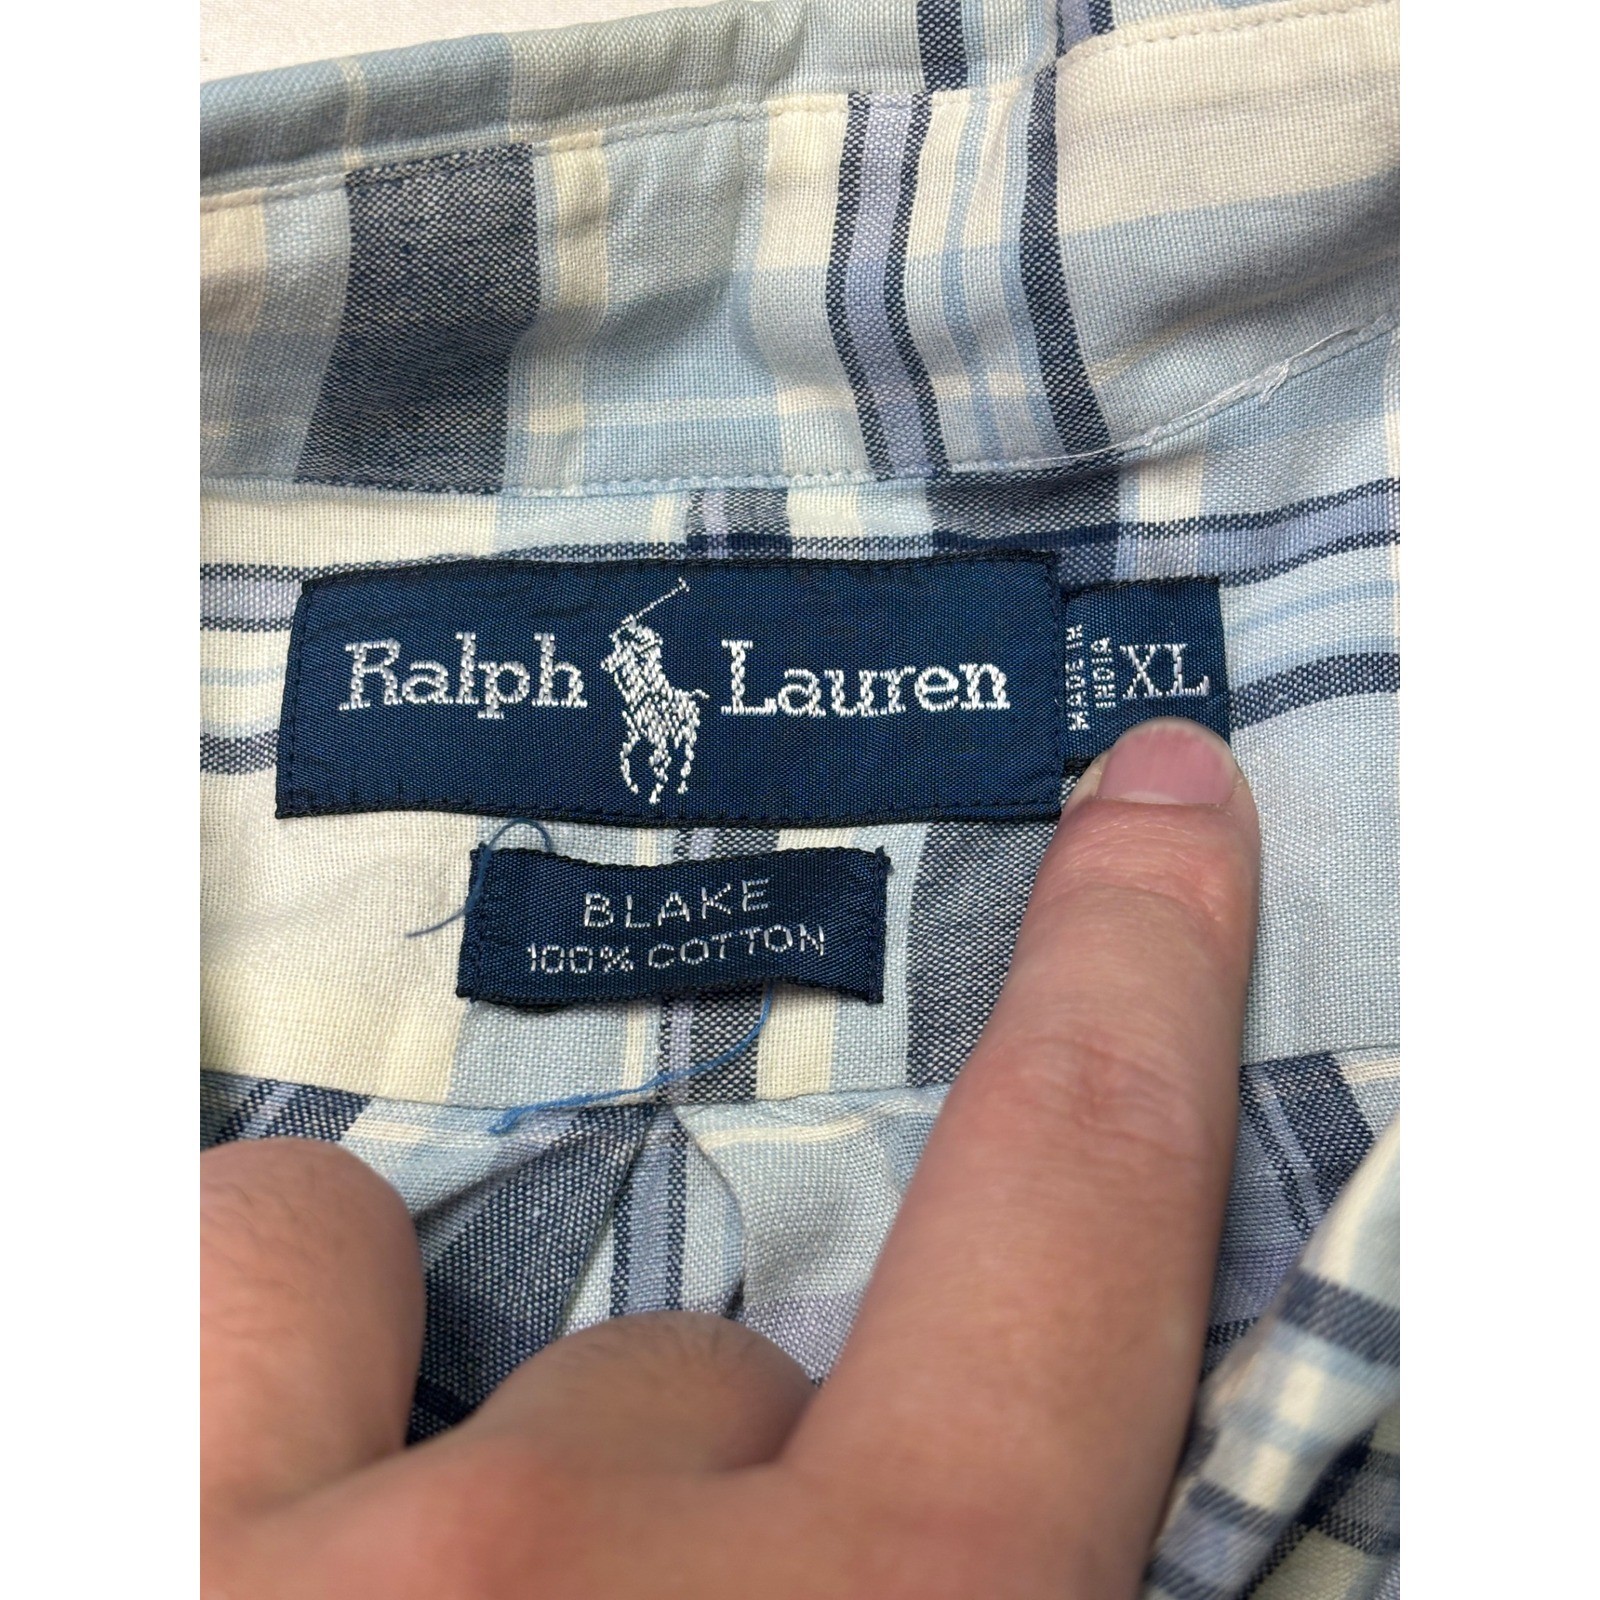 Ralph Lauren
MADE IN
INDIA
XL
BLAKE
100% COTTON